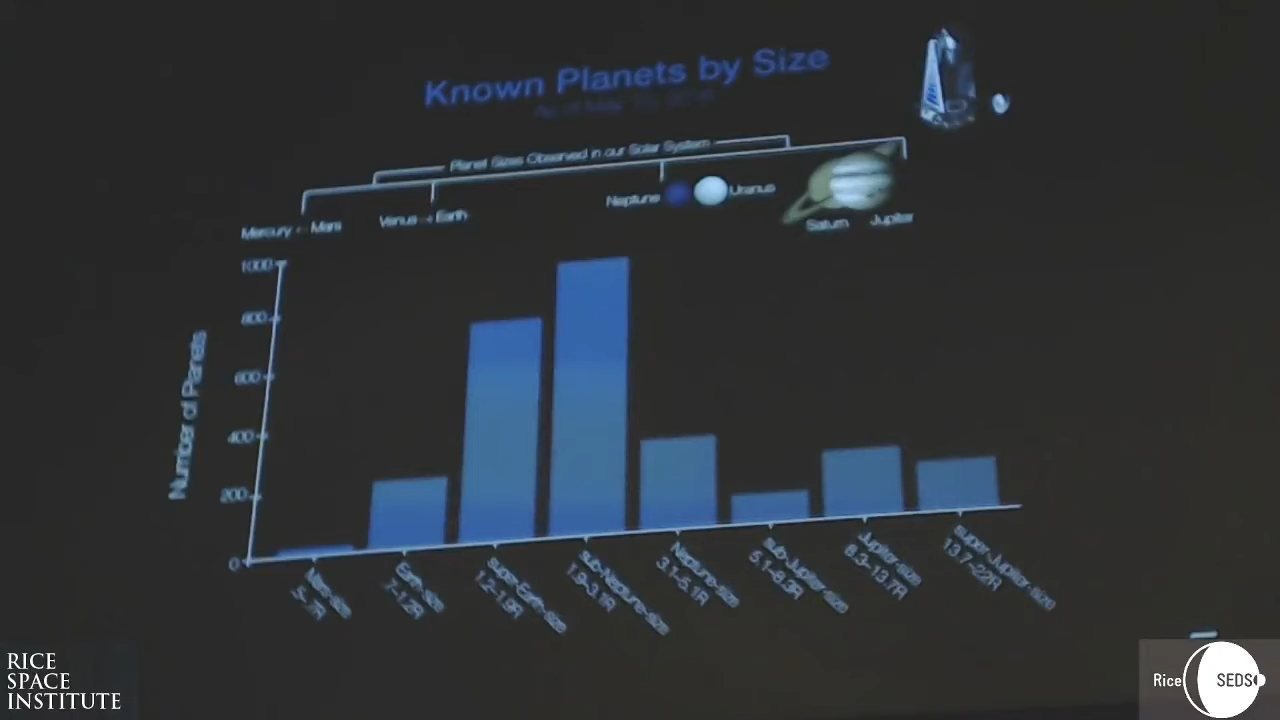 Known Planets by Size
Planet Sizes Observed in our Solar System
Neptune
Uranus
Mercury
Mars
Venus
Earth
Saturn
Jupiter
Number of Planets
1000
800
600
400
200
0
Mars-size
Earth-size
super-Earth-size
1.2-1.9R
sub-Neptune-size
1.9-3.1R
Neptune-size
3.1-5.1R
sub-Jupiter-size
5.1-8.3R
Jupiter-size
8.3-13.7R
super-Jupiter-size
13.7-22R
RICE
SPACE
INSTITUTE
Rice SEDS